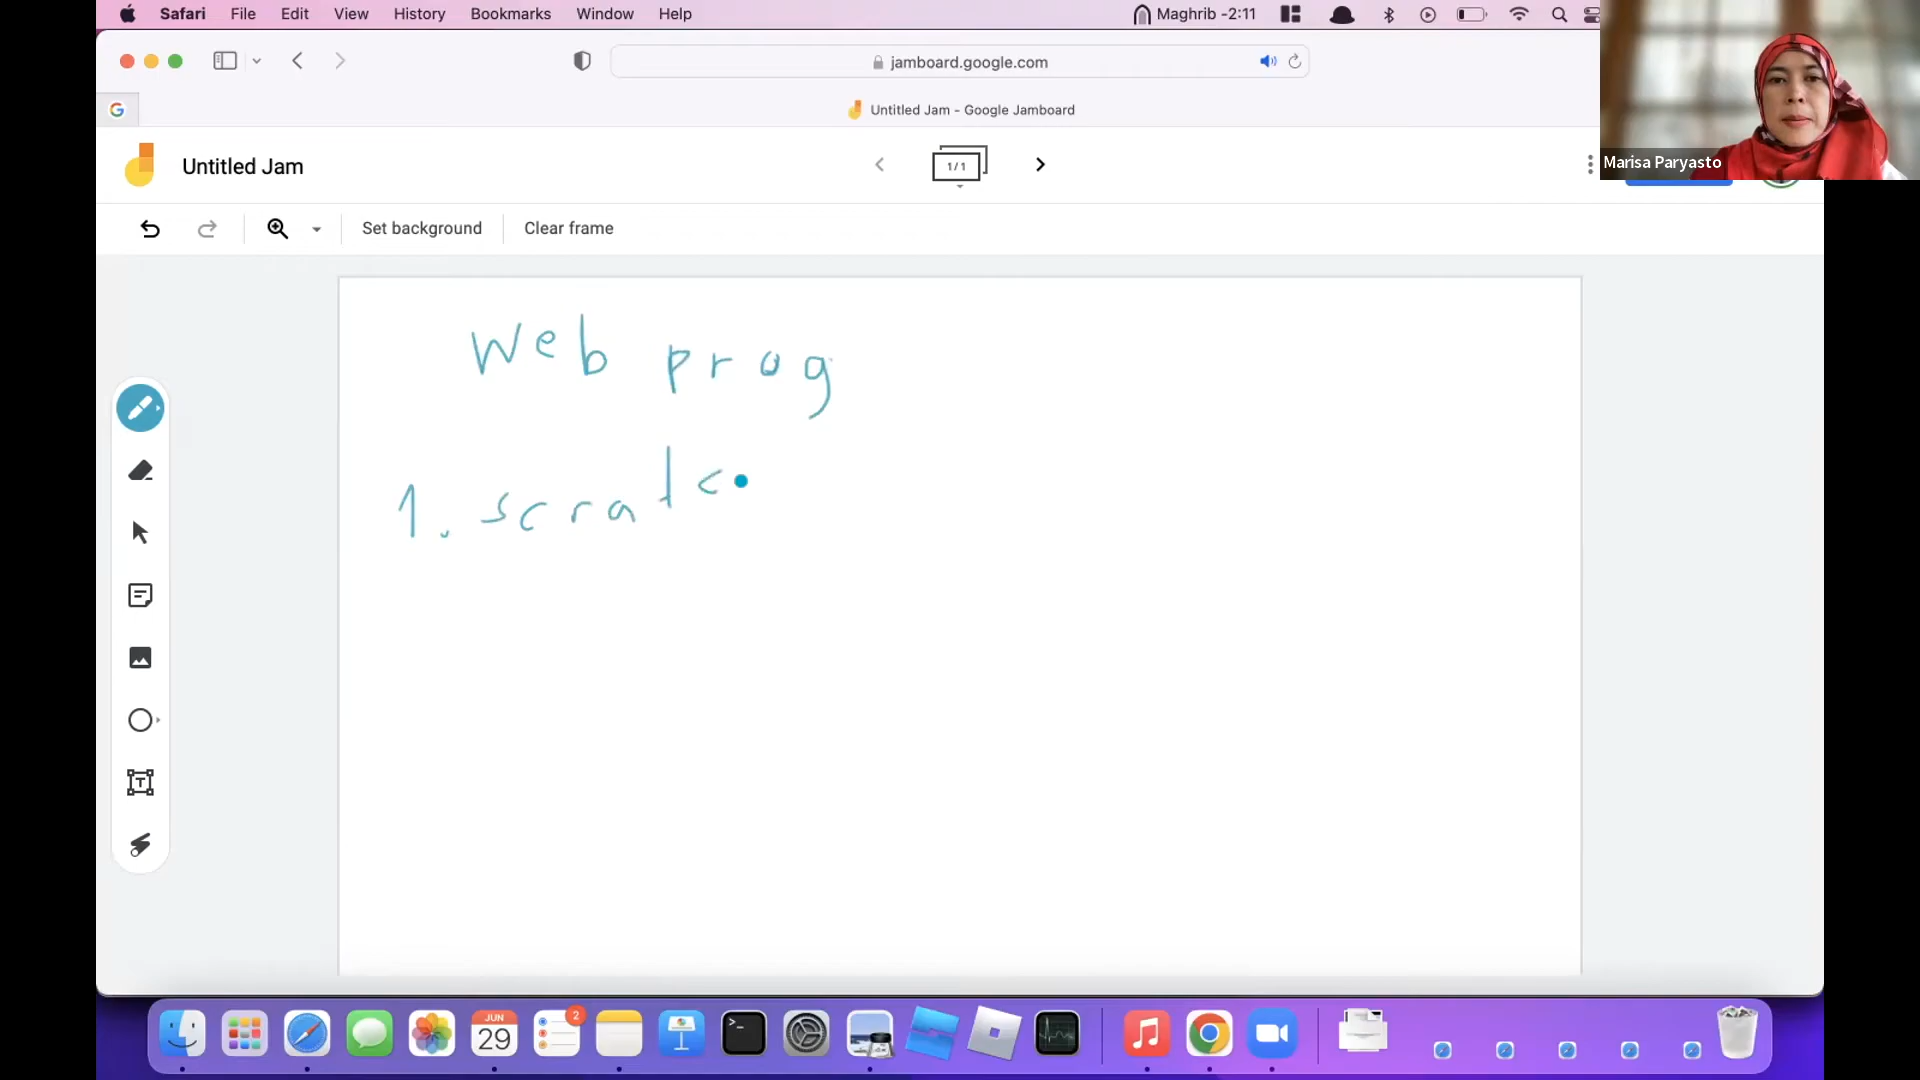 Safari File Edit View History Bookmarks Window Help Maghrib -2:11
jamboard.google.com
Untitled Jam - Google Jamboard
Untitled Jam
1/1
Marisa Paryasto
Set background Clear frame
Web prog
1. scratc
JUN
29
2